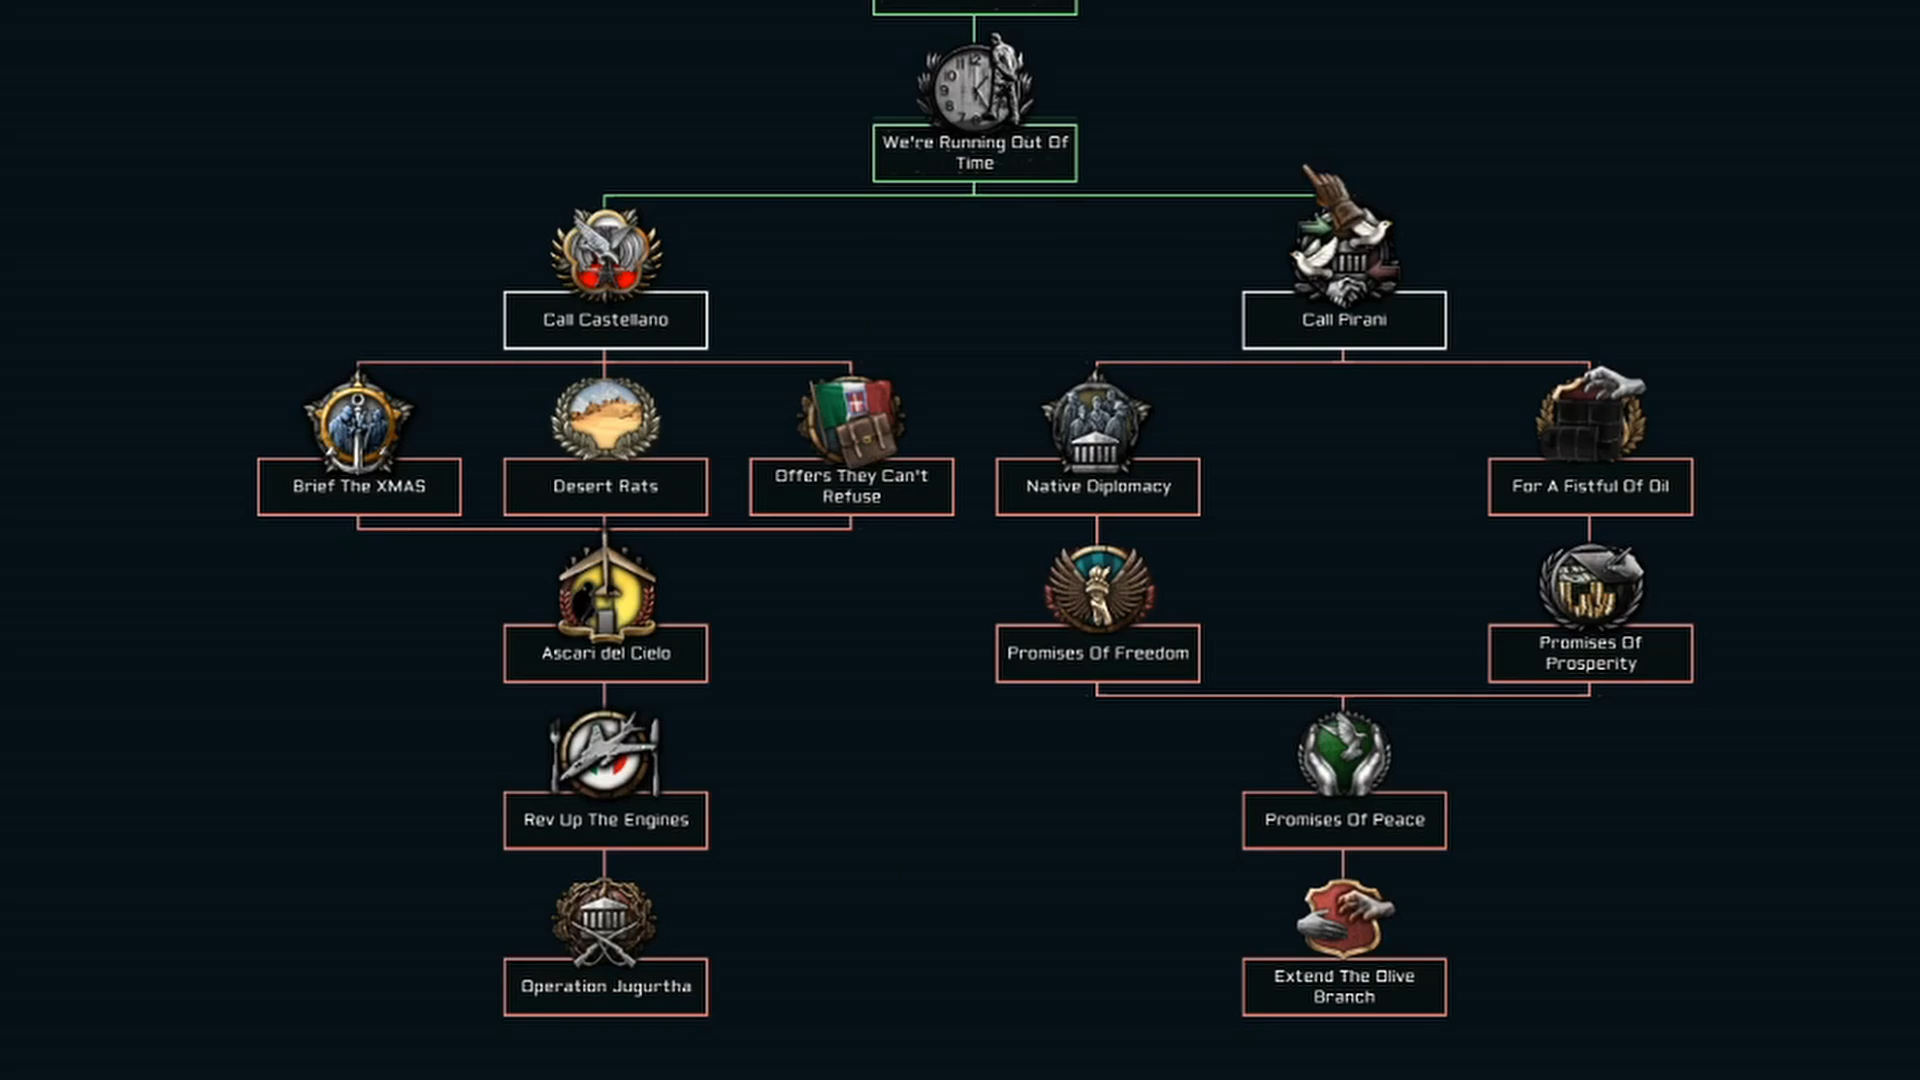 We're Running Out Of
Time
Call Castellano
Call Pirani
Brief The XMAS
Desert Rats
Offers They Can't
Refuse
Native Diplomacy
For A Fistful Of Oil
Ascari del Cielo
Promises Of Freedom
Promises Of
Prosperity
Rev Up The Engines
Promises Of Peace
Operation Jugurtha
Extend The Olive
Branch